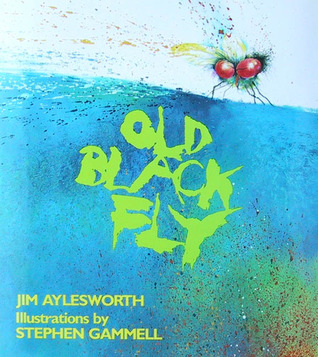 OLD
BLACK
FLY
JIM AYLESWORTH
Illustrations by
STEPHEN GAMMELL